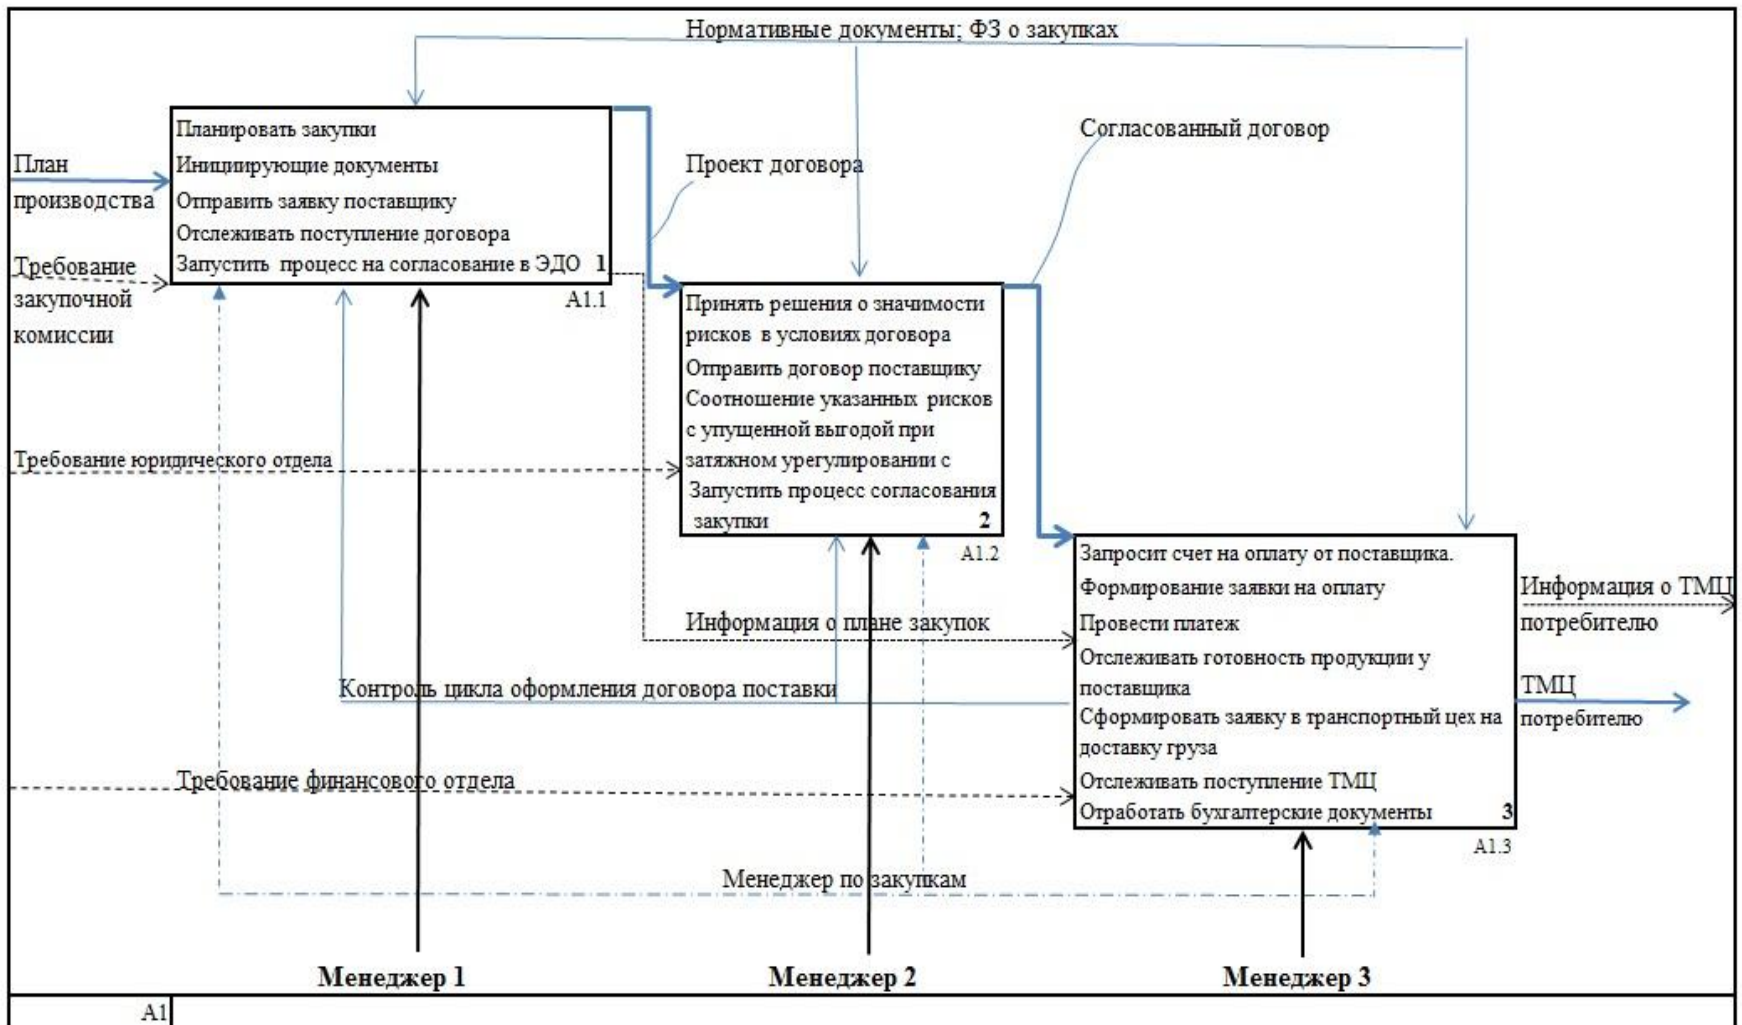 Нормативные документы; ФЗ о закупках
План
производства
Требование
закупочной
комиссии
Планировать закупки
Инициирующие документы
Отправить заявку поставщику
Отслеживать поступление договора
Запустить процесс на согласование в ЭДО 1
А1.1
Проект договора
Согласованный договор
Принять решения о значимости
рисков в условиях договора
Отправить договор поставщику
Соотношение указанных рисков
с упущенной выгодой при
затяжном урегулировании с
Запустить процесс согласования
закупки 2
А1.2
Требование юридического отдела
Информация о плане закупок
Контроль цикла оформления договора поставки
Требование финансового отдела
Запросит счет на оплату от поставщика.
Формирование заявки на оплату
Провести платеж
Отслеживать готовность продукции у
поставщика
Сформировать заявку в транспортный цех на
доставку груза
Отслеживать поступление ТМЦ
Отработать бухгалтерские документы 3
А1.3
Информация о ТМЦ
потребителю
ТМЦ
потребителю
Менеджер по закупкам
Менеджер 1
Менеджер 2
Менеджер 3
А1